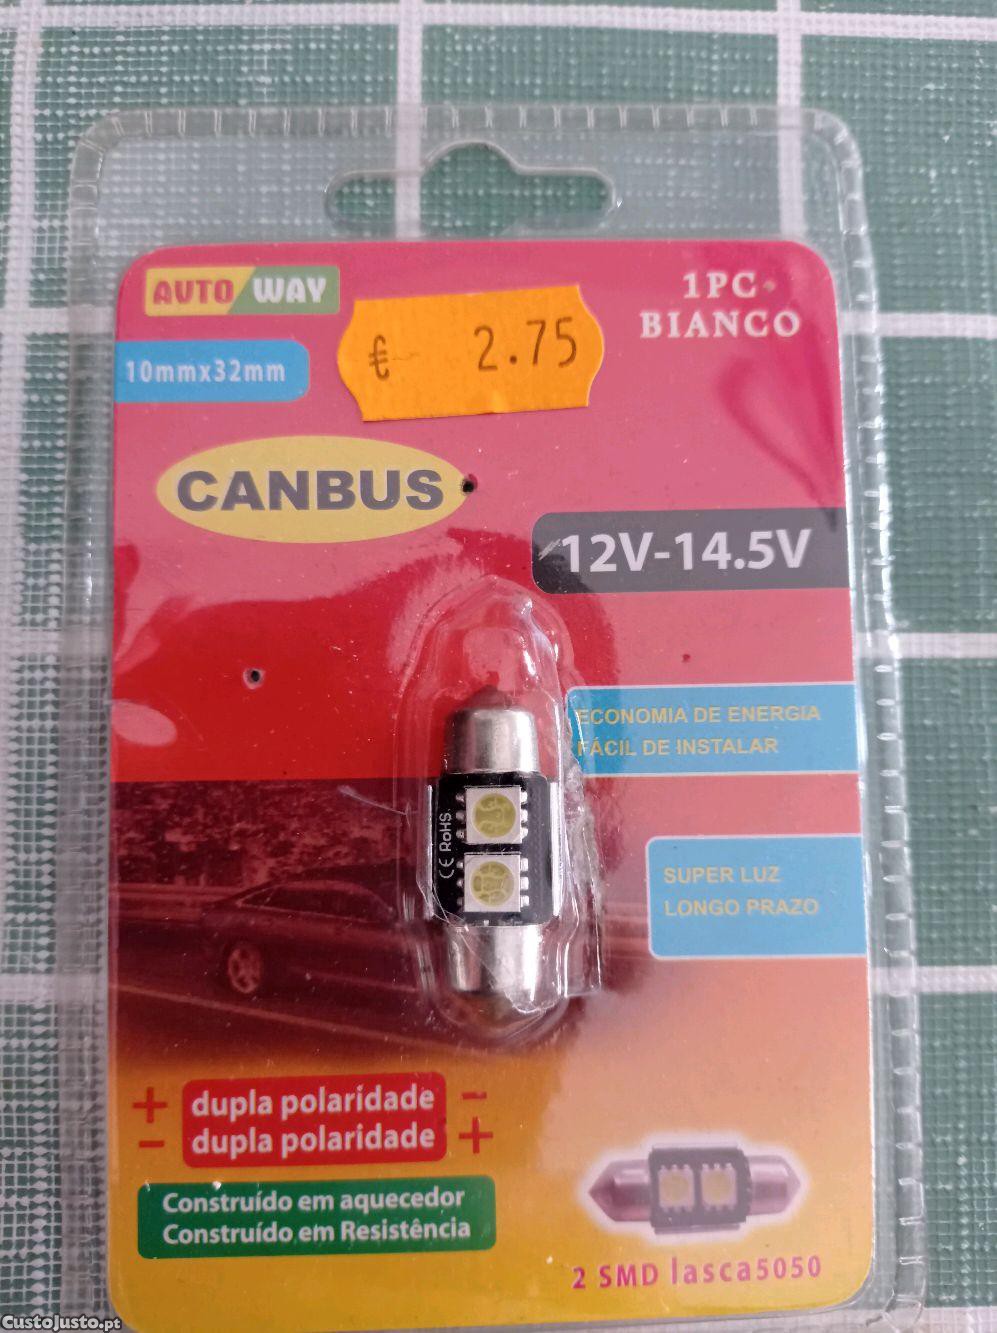 AUTO WAY
1PC
BIANCO
€ 2.75
10mmx32mm
CANBUS
12V-14.5V
ECONOMIA DE ENERGIA
FÁCIL DE INSTALAR
CE RoHS
SUPER LUZ
LONGO PRAZO
+ dupla polaridade -
- dupla polaridade +
Construído em aquecedor
Construído em Resistência
2 SMD lasca5050
CustoJusto.pt